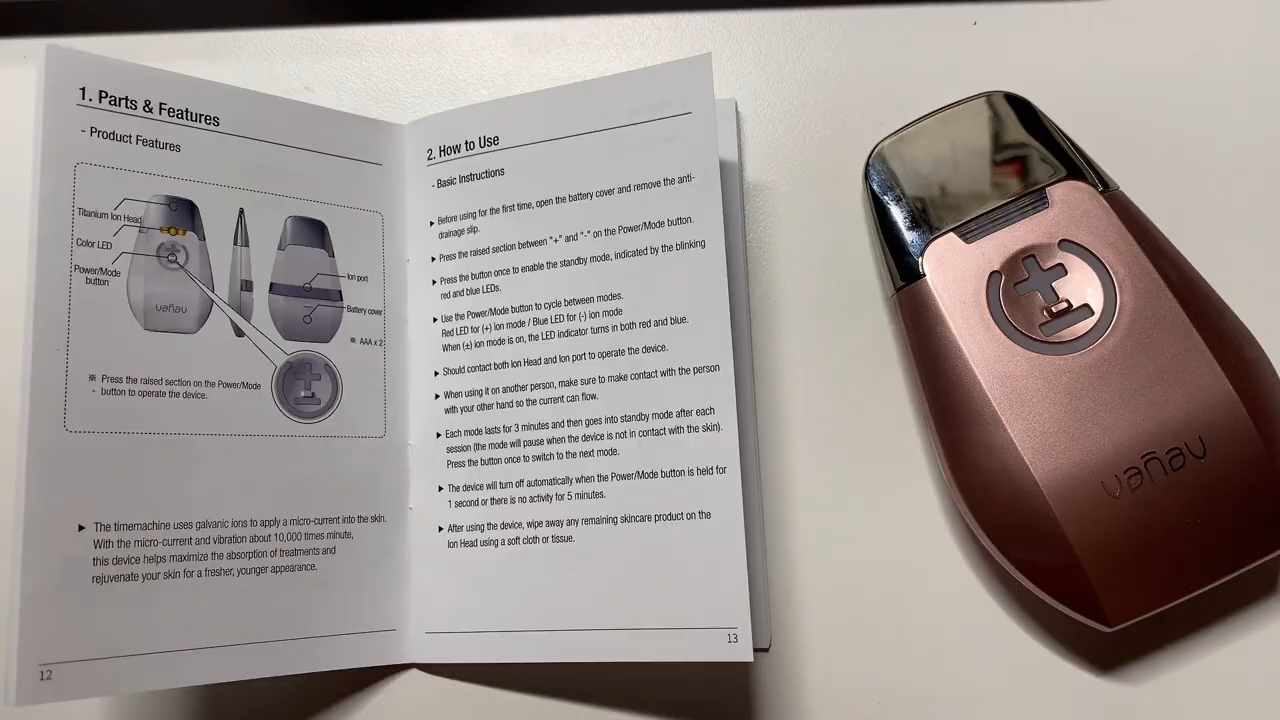 1. Parts & Features
- Product Features
Titanium Ion Head
Color LED
Power/Mode
button
Ion port
Battery cover
※ AAA x 2
vañav
※ Press the raised section on the Power/Mode
- button to operate the device.
▶ The timemachine uses galvanic ions to apply a micro-current into the skin.
With the micro-current and vibration about 10,000 times minute,
this device helps maximize the absorption of treatments and
rejuvenate your skin for a fresher, younger appearance.
12
2. How to Use
- Basic Instructions
▶ Before using for the first time, open the battery cover and remove the anti-
drainage slip.
▶ Press the raised section between "+" and "-" on the Power/Mode button.
▶ Press the button once to enable the standby mode, indicated by the blinking
red and blue LEDs.
▶ Use the Power/Mode button to cycle between modes.
Red LED for (+) ion mode / Blue LED for (-) ion mode
When (±) ion mode is on, the LED indicator turns in both red and blue.
▶ Should contact both Ion Head and Ion port to operate the device.
▶ When using it on another person, make sure to make contact with the person
with your other hand so the current can flow.
▶ Each mode lasts for 3 minutes and then goes into standby mode after each
session (the mode will pause when the device is not in contact with the skin).
Press the button once to switch to the next mode.
▶ The device will turn off automatically when the Power/Mode button is held for
1 second or there is no activity for 5 minutes.
▶ After using the device, wipe away any remaining skincare product on the
Ion Head using a soft cloth or tissue.
13
vañav